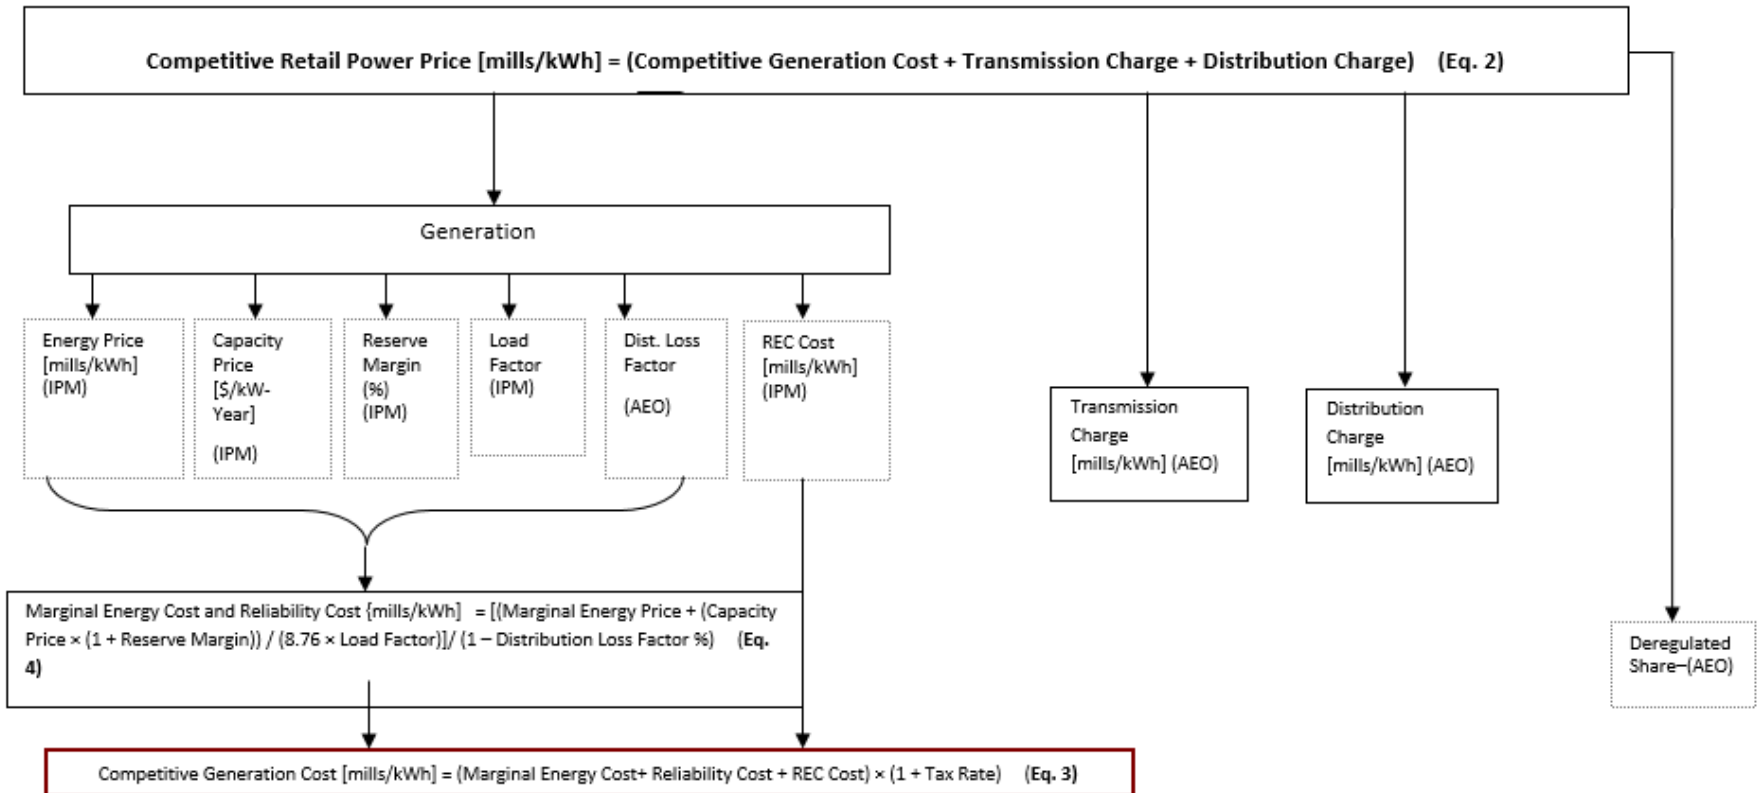 Competitive Retail Power Price [mills/kWh] = (Competitive Generation Cost + Transmission Charge + Distribution Charge) (Eq. 2)
Generation
Energy Price
[mills/kWh]
(IPM)
Capacity
Price
[$/kW-
Year]
(IPM)
Reserve
Margin
(%)
(IPM)
Load
Factor
(IPM)
Dist. Loss
Factor
(AEO)
REC Cost
[mills/kWh]
(IPM)
Transmission
Charge
[mills/kWh] (AEO)
Distribution
Charge
[mills/kWh] (AEO)
Marginal Energy Cost and Reliability Cost {mills/kWh] = [(Marginal Energy Price + (Capacity
Price × (1 + Reserve Margin)) / (8.76 × Load Factor)]/ (1 – Distribution Loss Factor %) (Eq.
4)
Deregulated
Share–(AEO)
Competitive Generation Cost [mills/kWh] = (Marginal Energy Cost+ Reliability Cost + REC Cost) × (1 + Tax Rate) (Eq. 3)